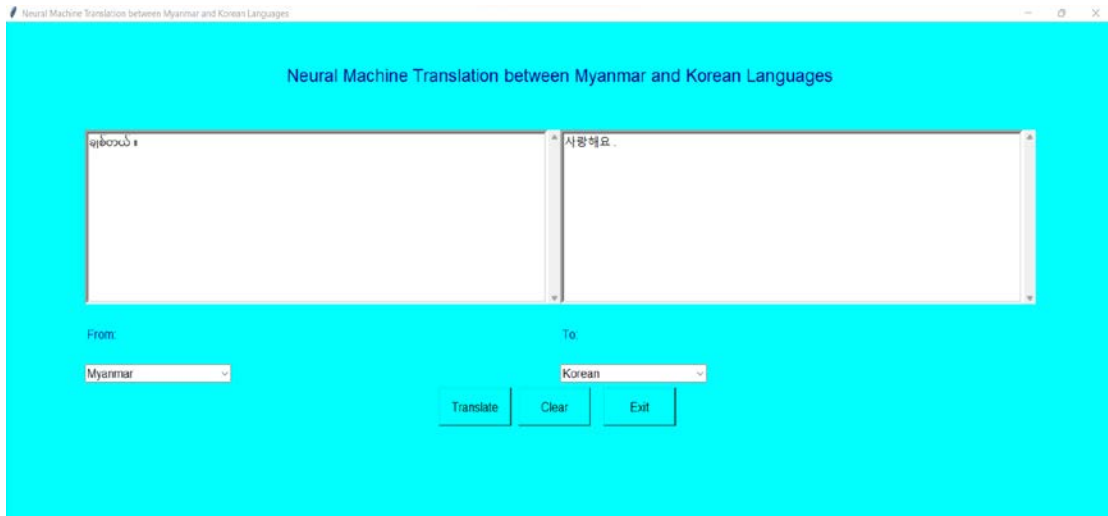 Neural Machine Translation between Myanmar and Korean Languages
Neural Machine Translation between Myanmar and Korean Languages
ချစ်တယ် ။
사랑해요 .
From:
To:
Myanmar
Korean
Translate
Clear
Exit